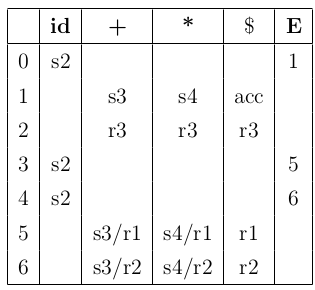 id + * $ E
0 s2 1
1 s3 s4 acc
2 r3 r3 r3
3 s2 5
4 s2 6
5 s3/r1 s4/r1 r1
6 s3/r2 s4/r2 r2